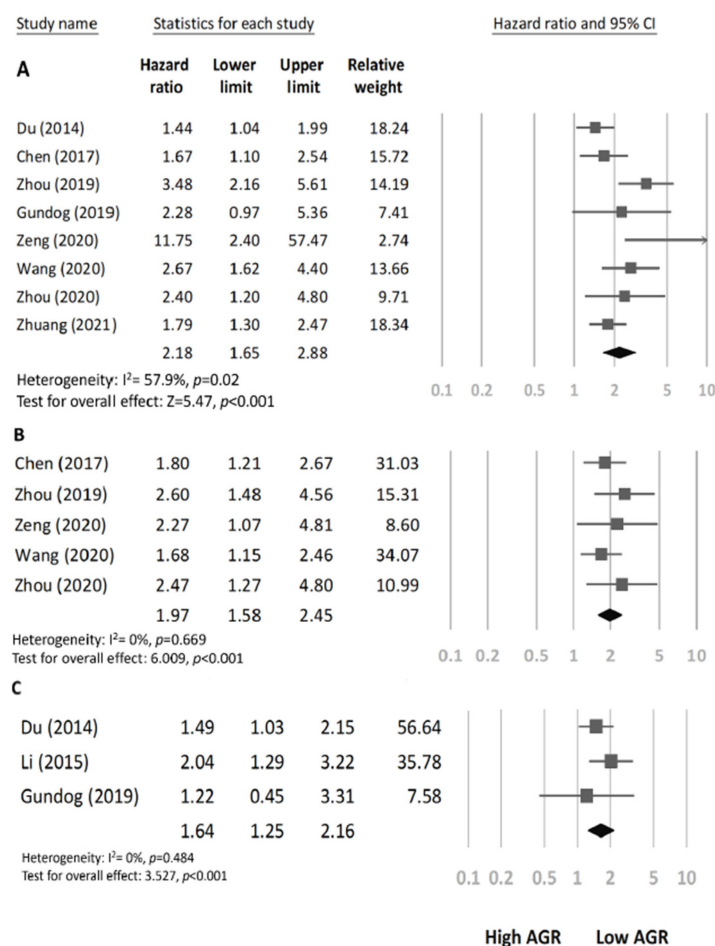 Study name Statistics for each study Hazard ratio and 95% CI
A
Hazard ratio Lower limit Upper limit Relative weight
Du (2014) 1.44 1.04 1.99 18.24
Chen (2017) 1.67 1.10 2.54 15.72
Zhou (2019) 3.48 2.16 5.61 14.19
Gundog (2019) 2.28 0.97 5.36 7.41
Zeng (2020) 11.75 2.40 57.47 2.74
Wang (2020) 2.67 1.62 4.40 13.66
Zhou (2020) 2.40 1.20 4.80 9.71
Zhuang (2021) 1.79 1.30 2.47 18.34
2.18 1.65 2.88
Heterogeneity: I²= 57.9%, p=0.02
Test for overall effect: Z=5.47, p<0.001
0.1 0.2 0.5 1 2 5 10
B
Chen (2017) 1.80 1.21 2.67 31.03
Zhou (2019) 2.60 1.48 4.56 15.31
Zeng (2020) 2.27 1.07 4.81 8.60
Wang (2020) 1.68 1.15 2.46 34.07
Zhou (2020) 2.47 1.27 4.80 10.99
1.97 1.58 2.45
Heterogeneity: I²= 0%, p=0.669
Test for overall effect: 6.009, p<0.001
0.1 0.2 0.5 1 2 5 10
C
Du (2014) 1.49 1.03 2.15 56.64
Li (2015) 2.04 1.29 3.22 35.78
Gundog (2019) 1.22 0.45 3.31 7.58
1.64 1.25 2.16
Heterogeneity: I²= 0%, p=0.484
Test for overall effect: 3.527, p<0.001
0.1 0.2 0.5 1 2 5 10
High AGR Low AGR